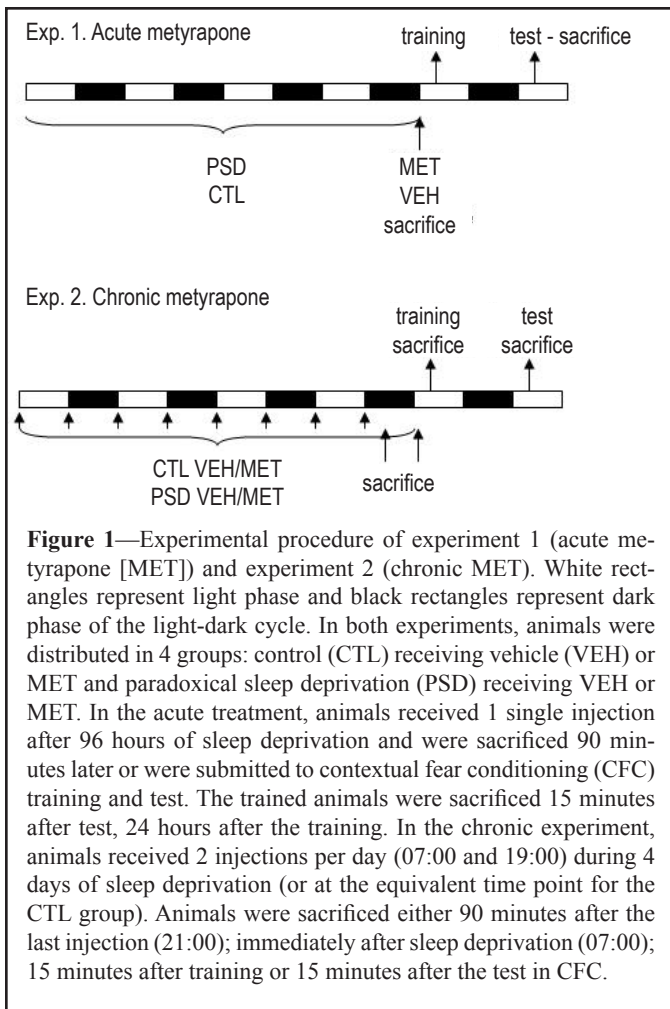 Exp. 1. Acute metyrapone
training
test - sacrifice
PSD
CTL
MET
VEH
sacrifice
Exp. 2. Chronic metyrapone
training
sacrifice
test
sacrifice
CTL VEH/MET
PSD VEH/MET
sacrifice
Figure 1—Experimental procedure of experiment 1 (acute me-
tyrapone [MET]) and experiment 2 (chronic MET). White rect-
angles represent light phase and black rectangles represent dark
phase of the light-dark cycle. In both experiments, animals were
distributed in 4 groups: control (CTL) receiving vehicle (VEH) or
MET and paradoxical sleep deprivation (PSD) receiving VEH or
MET. In the acute treatment, animals received 1 single injection
after 96 hours of sleep deprivation and were sacrificed 90 min-
utes later or were submitted to contextual fear conditioning (CFC)
training and test. The trained animals were sacrificed 15 minutes
after test, 24 hours after the training. In the chronic experiment,
animals received 2 injections per day (07:00 and 19:00) during 4
days of sleep deprivation (or at the equivalent time point for the
CTL group). Animals were sacrificed either 90 minutes after the
last injection (21:00); immediately after sleep deprivation (07:00);
15 minutes after training or 15 minutes after the test in CFC.